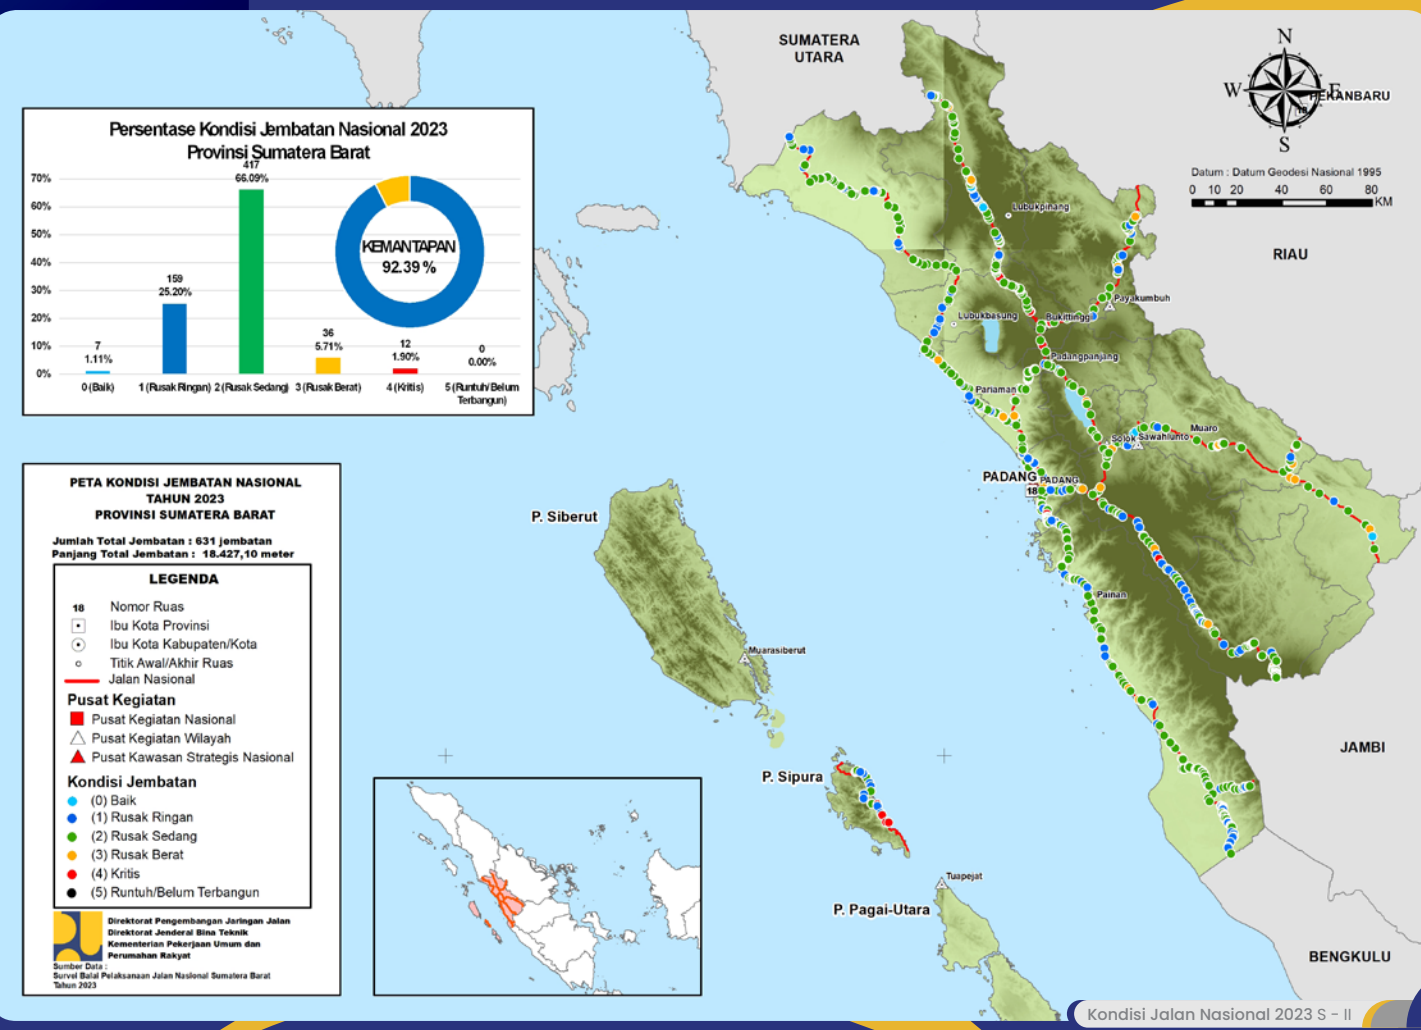 SUMATERA
UTARA
N
W
E
S
PEKANBARU
Datum : Datum Geodesi Nasional 1995
0 10 20 40 60 80
KM
RIAU
Persentase Kondisi Jembatan Nasional 2023
Provinsi Sumatera Barat
70%
60%
50%
40%
30%
20%
10%
0%
7
1.11%
159
25.20%
417
66.09%
36
5.71%
12
1.90%
0
0.00%
0 (Baik)
1 (Rusak Ringan)
2 (Rusak Sedang)
3 (Rusak Berat)
4 (Kritis)
5 (Runtuh/Belum
Terbangun)
KEMANTAPAN
92.39 %
Lubukpinang
Payakumbuh
Lubukbasung
Bukittinggi
Padangpanjang
Pariaman
Solok
Sawahlunto
Muaro
PADANG
PADANG
18
Painan
P. Siberut
Muarasiberut
P. Sipura
Tuapejat
P. Pagai-Utara
JAMBI
BENGKULU
PETA KONDISI JEMBATAN NASIONAL
TAHUN 2023
PROVINSI SUMATERA BARAT
Jumlah Total Jembatan : 631 jembatan
Panjang Total Jembatan : 18.427,10 meter
LEGENDA
18 Nomor Ruas
Ibu Kota Provinsi
Ibu Kota Kabupaten/Kota
Titik Awal/Akhir Ruas
Jalan Nasional
Pusat Kegiatan
Pusat Kegiatan Nasional
Pusat Kegiatan Wilayah
Pusat Kawasan Strategis Nasional
Kondisi Jembatan
(0) Baik
(1) Rusak Ringan
(2) Rusak Sedang
(3) Rusak Berat
(4) Kritis
(5) Runtuh/Belum Terbangun
Direktorat Pengembangan Jaringan Jalan
Direktorat Jenderal Bina Teknik
Kementerian Pekerjaan Umum dan
Perumahan Rakyat
Sumber Data :
Survei Balai Pelaksanaan Jalan Nasional Sumatera Barat
Tahun 2023
Kondisi Jalan Nasional 2023 S - II